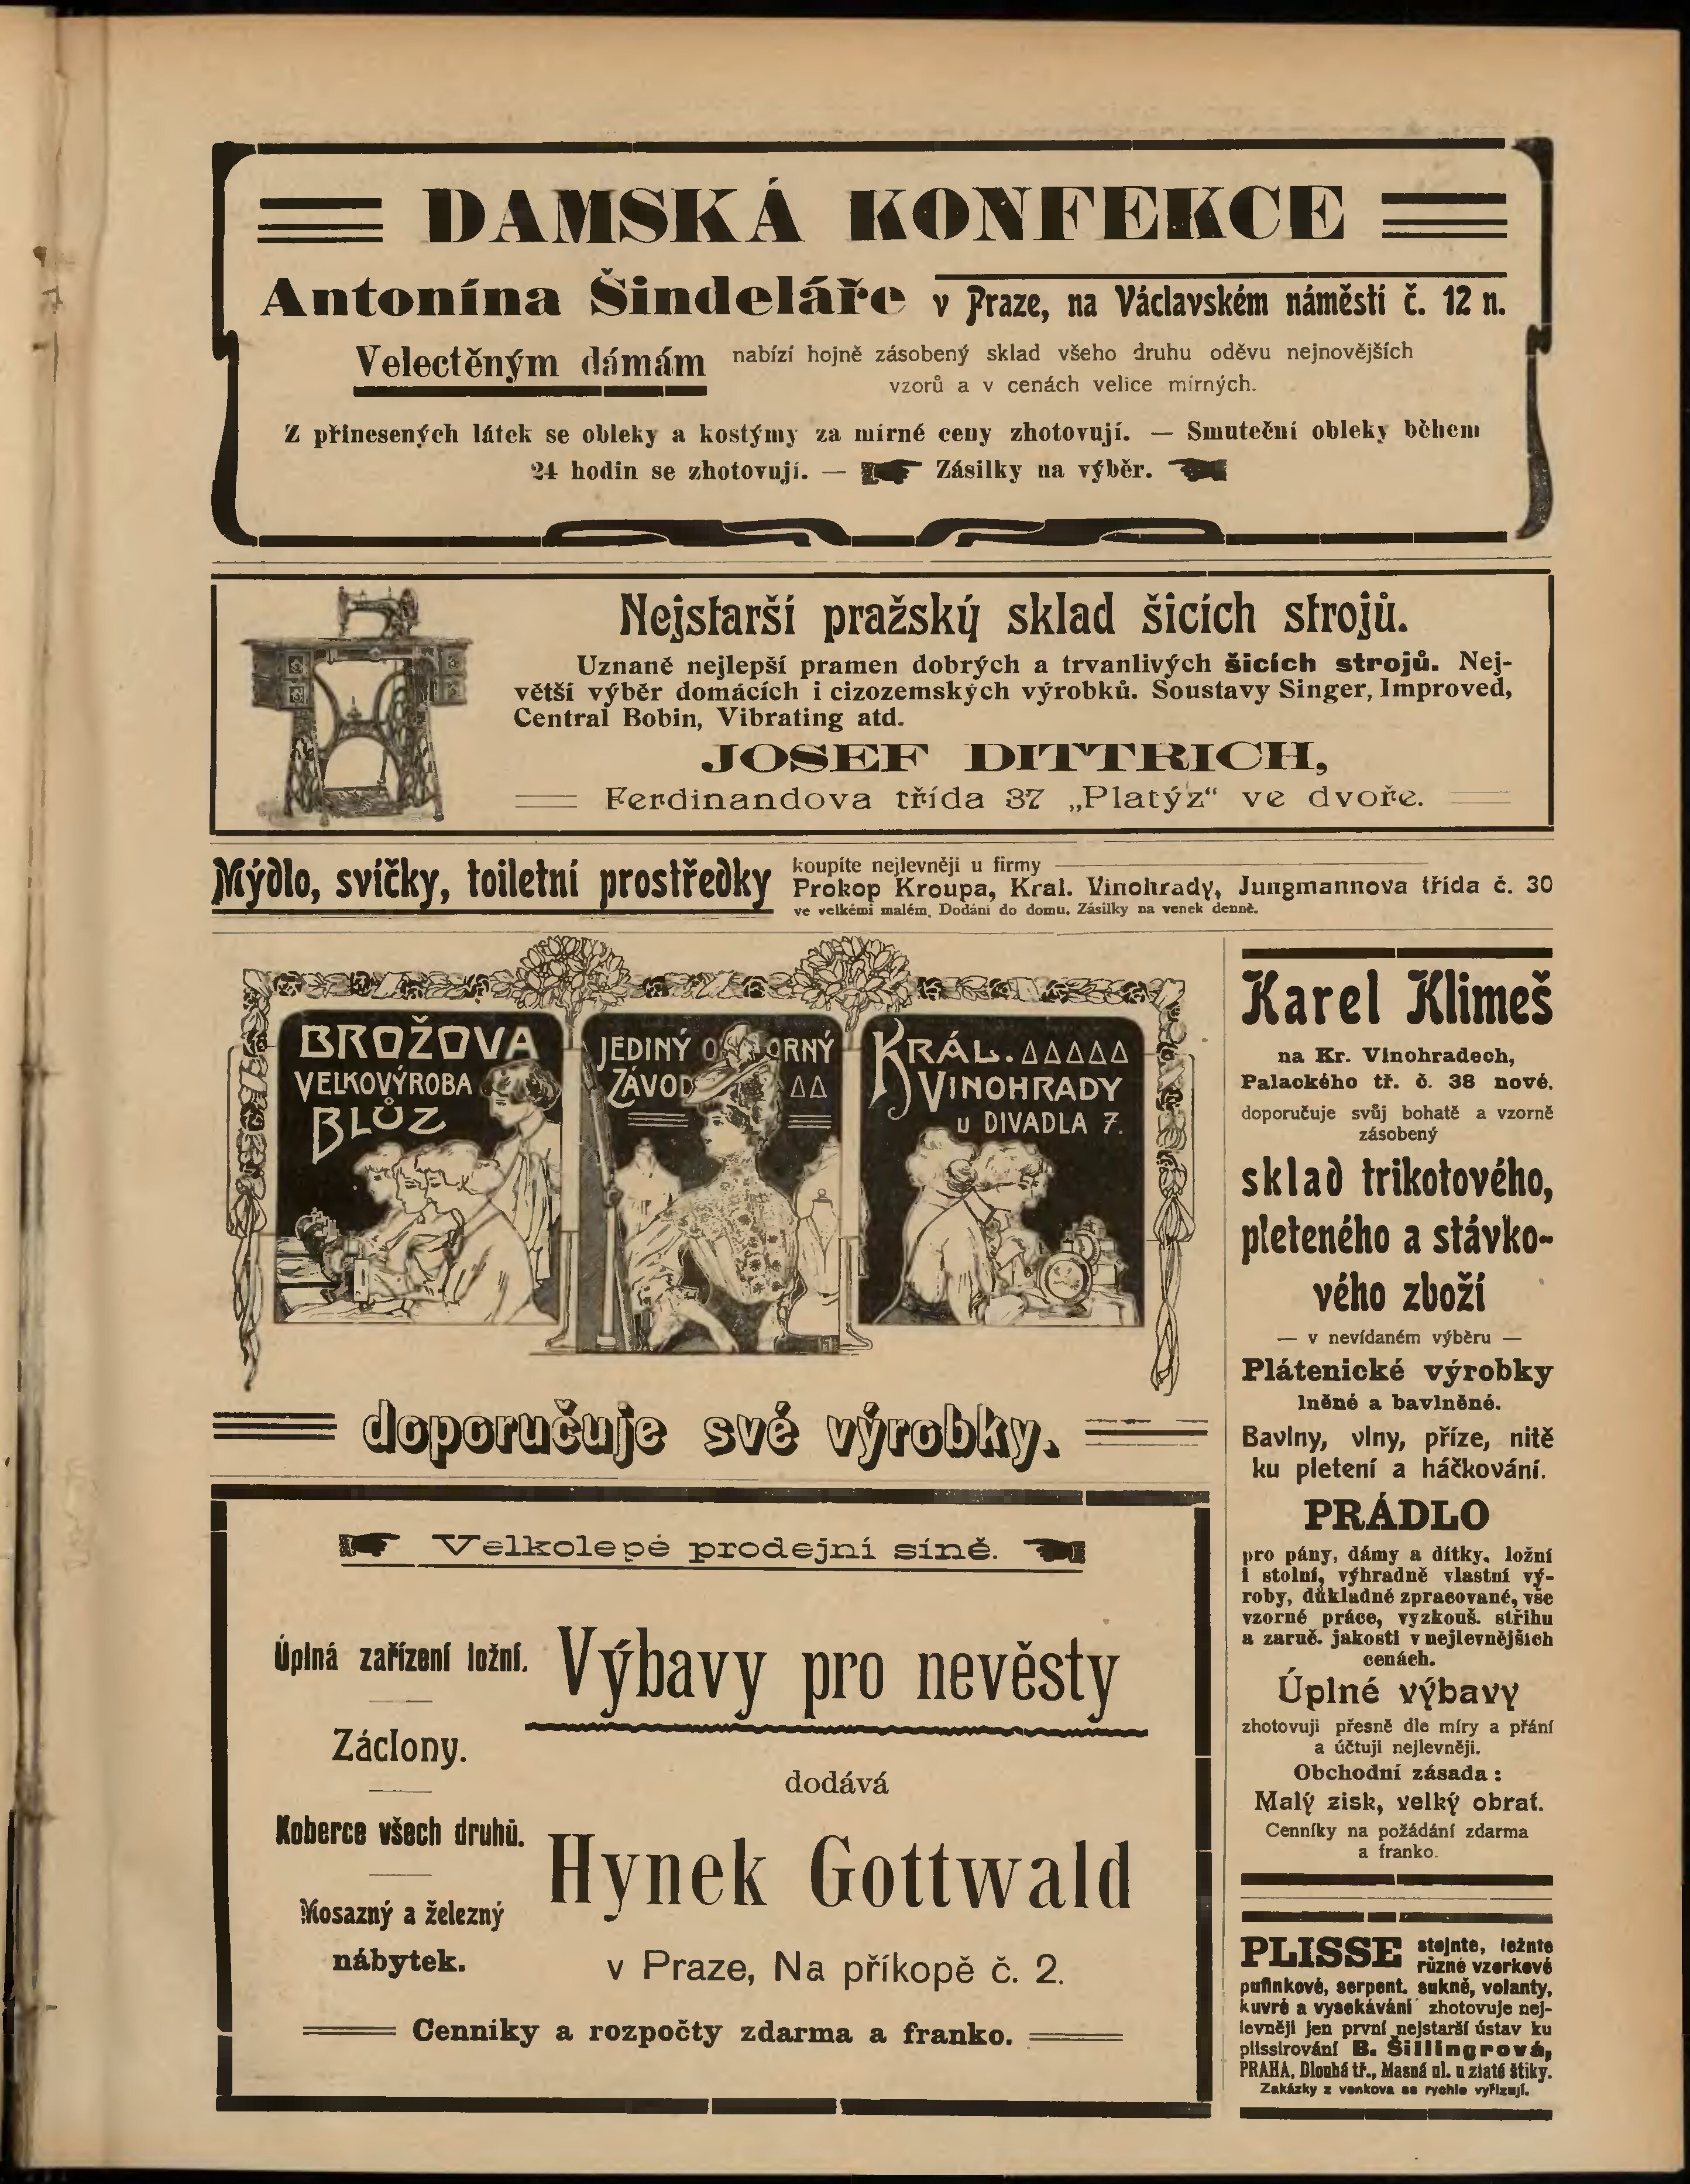 DAMSKÁ KONFEKCE
Antonína Šindeláře v Praze, na Václavském náměstí č. 12 n.
Velectěným dámám nabízí hojně zásobený sklad všeho druhu oděvu nejnovějších
vzorů a v cenách velice mírných.
Z přinesených látek se obleky a kostýmy za mírné ceny zhotovují. — Smuteční obleky během
24 hodin se zhotovují. — Zásilky na výběr.
Nejstarší pražský sklad šicích strojů.
Uznaně nejlepší pramen dobrých a trvanlivých šicích strojů. Nej-
větší výběr domácích i cizozemských výrobků. Soustavy Singer, Improved,
Central Bobin, Vibrating atd.
JOSEF DITTRICH,
Ferdinandova třída 37 „Platýz“ ve dvoře.
Mýdlo, svíčky, toiletní prostředky
koupíte nejlevněji u firmy
Prokop Kroupa, Kral. Vinohrady, Jungmannova třída č. 30
ve velkémi malém. Dodání do domu. Zásilky na venek denně.
BROŽOVA
VELKOVÝROBA
BLŮZ
JEDINÝ O RNÝ
ZÁVOD
KRÁL.
VINOHRADY
U DIVADLA 7.
doporučuje své výrobky.
Velkolepé prodejní síně.
Úplná zařízení ložní.
Záclony.
Koberce všech druhů.
Mosazný a železný
nábytek.
Výbavy pro nevěsty
dodává
Hynek Gottwald
v Praze, Na příkopě č. 2.
Cenníky a rozpočty zdarma a franko.
Karel Klimeš
na Kr. Vinohradech,
Palackého tř. č. 38 nové,
doporučuje svůj bohatě a vzorně
zásobený
sklad trikotového,
pleteného a stávko-
vého zboží
— v nevídaném výběru —
Plátenické výrobky
lněné a bavlněné.
Bavlny, vlny, příze, nitě
ku pletení a háčkování.
PRÁDLO
pro pány, dámy a dítky, ložní
i stolní, výhradně vlastní vý-
roby, důkladné zpracované, vše
vzorné práce, vyzkouš. střihu
a zaruč. jakosti v nejlevnějších
cenách.
Úplné výbavy
zhotovuji přesně dle míry a přání
a účtuji nejlevněji.
Obchodní zásada:
Malý zisk, velký obrat.
Cenníky na požádání zdarma
a franko.
PLISSE stojnte, ležnte
různé vzorkové
pufinkové, serpent. sukně, volanty,
kuvré a vysekávání zhotovuje nej-
levněji jen první nejstarší ústav ku
plissirování B. Šillingrová,
PRAHA, Dlouhá tř., Masná ul. u zlaté štiky.
Zakázky z venkova se rychle vyřizují.